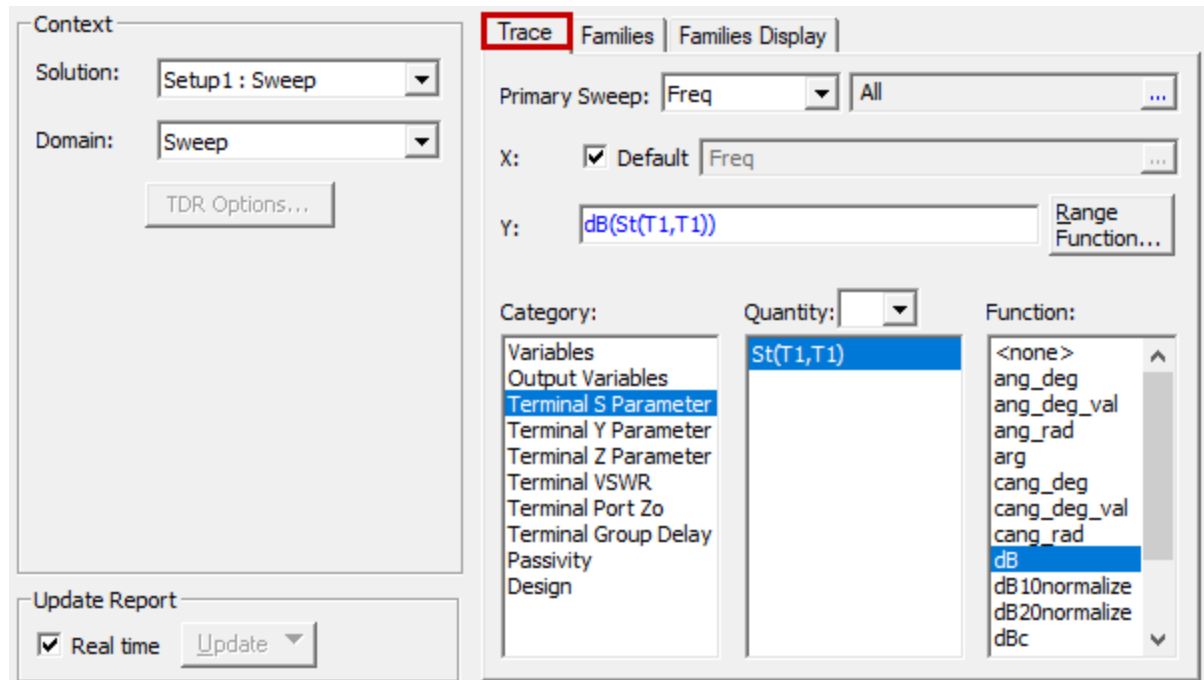 Context
Solution:
Setup1 : Sweep
Domain:
Sweep
TDR Options...
Update Report
Real time
Update
Trace
Families
Families Display
Primary Sweep:
Freq
All
...
X:
Default
Freq
...
Y:
dB(St(T1,T1))
Range
Function...
Category:
Variables
Output Variables
Terminal S Parameter
Terminal Y Parameter
Terminal Z Parameter
Terminal VSWR
Terminal Port Zo
Terminal Group Delay
Passivity
Design
Quantity:
St(T1,T1)
Function:
<none>
ang_deg
ang_deg_val
ang_rad
arg
cang_deg
cang_deg_val
cang_rad
dB
dB10normalize
dB20normalize
dBc